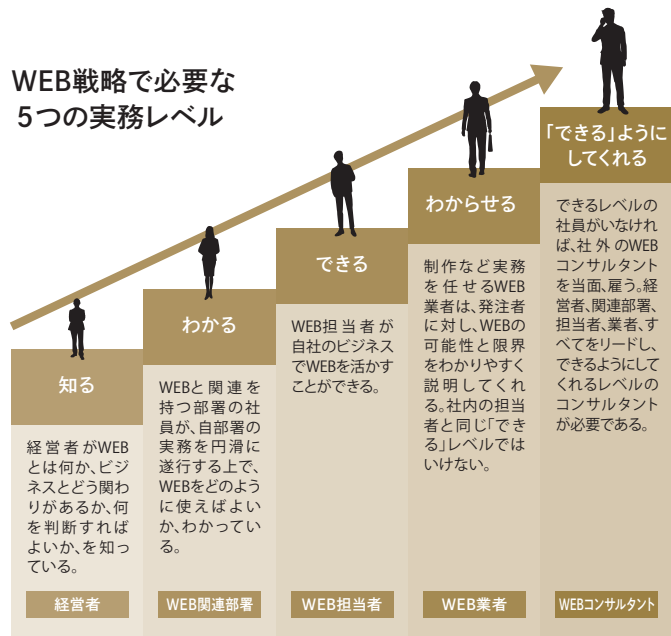 WEB戦略で必要な
5つの実務レベル
知る
経営者がWEB
とは何か、ビジ
ネスとどう関わ
りがあるか、何
を判断すれば
よいか、を知っ
ている。
経営者
わかる
WEBと関連を
持つ部署の社
員が、自部署の
実務を円滑に
遂行する上で、
WEBをどのよう
に使えばよい
か、わかってい
る。
WEB関連部署
できる
WEB担当者が
自社のビジネス
でWEBを活かす
ことができる。
WEB担当者
わからせる
制作など実務
を任せるWEB
業者は、発注者
に対し、WEBの
可能性と限界
をわかりやすく
説明してくれ
る。社内の担当
者と同じ「でき
る」レベルでは
いけない。
WEB業者
「できる」ように
してくれる
できるレベルの
社員がいなけれ
ば、社外のWEB
コンサルタント
を当面、雇う。経
営者、関連部署、
担当者、業者、す
べてをリードし、
できるようにして
くれるレベルの
コンサルタント
が必要である。
WEBコンサルタント